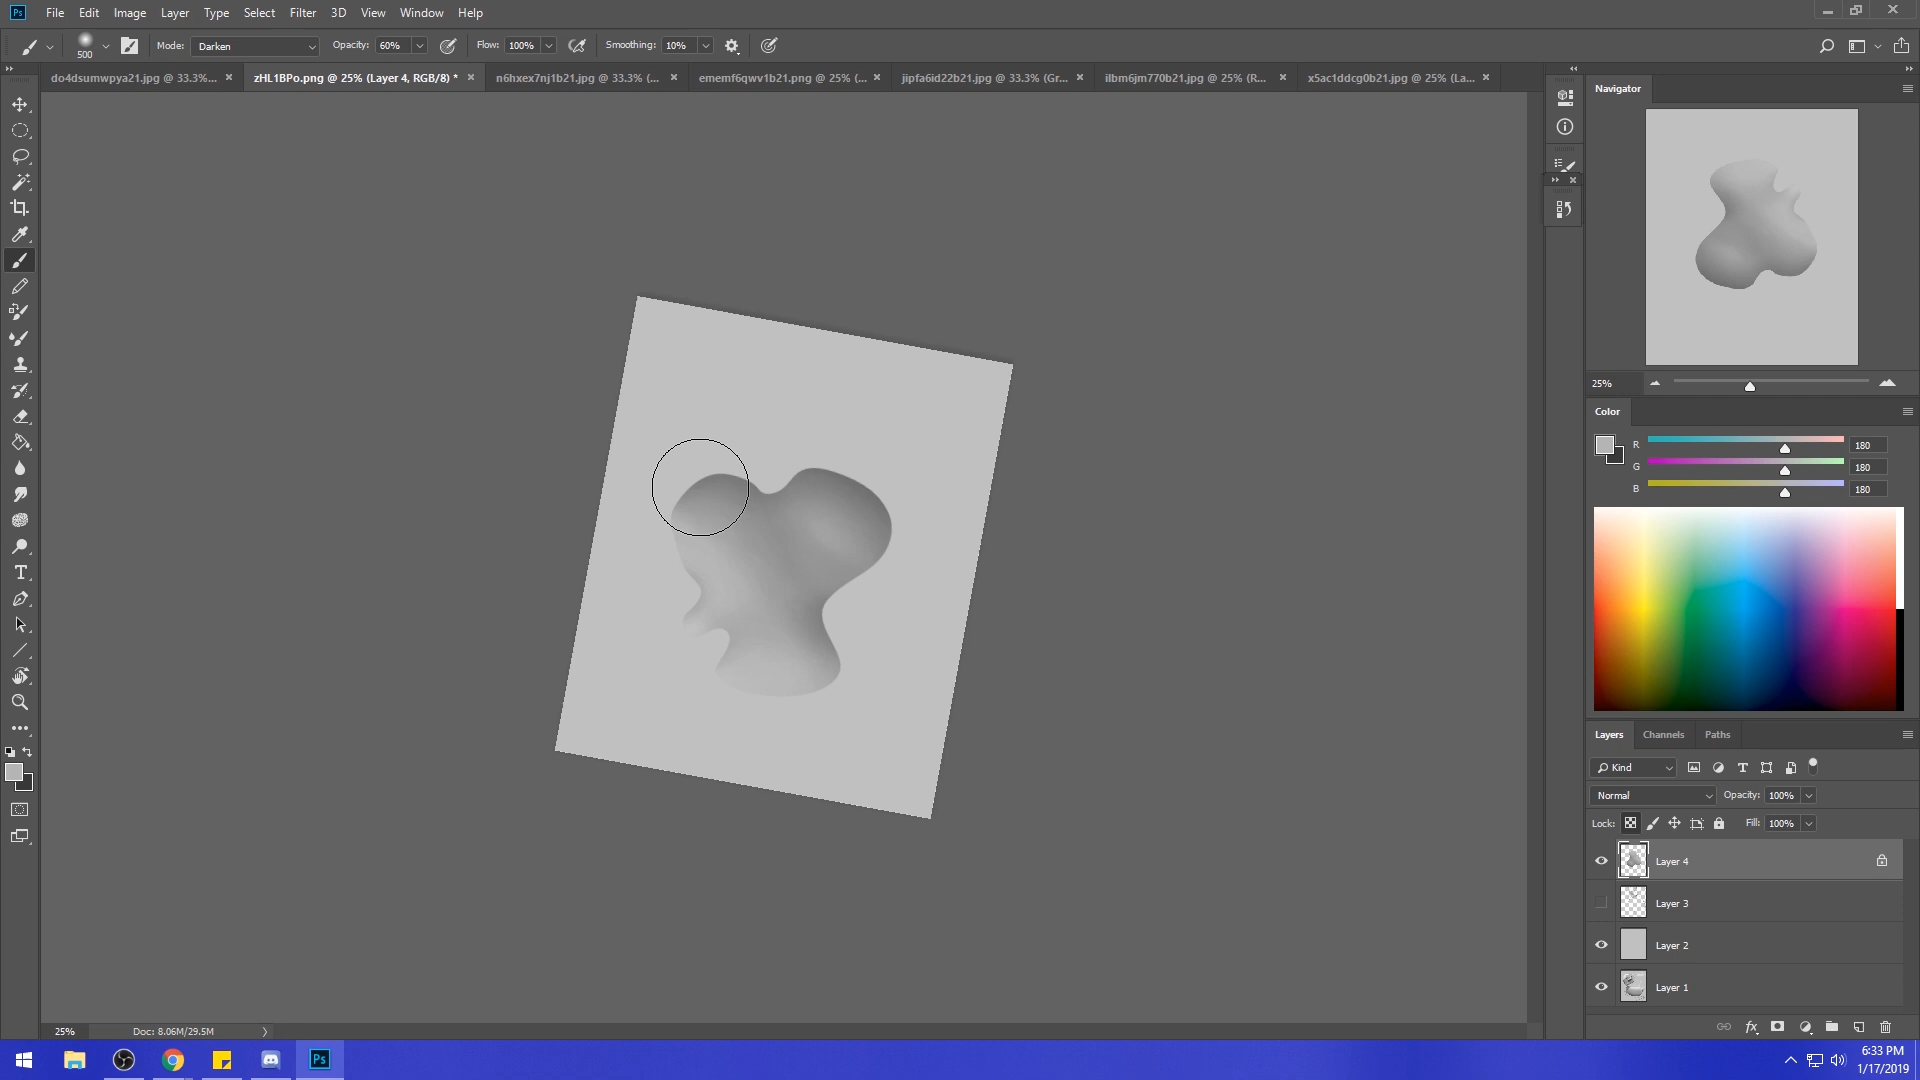 Ps File Edit Image Layer Type Select Filter 3D View Window Help
500 Mode: Darken Opacity: 60% Flow: 100% Smoothing: 10%
do4dsumwpya21.jpg @ 33.3%... zHL1BPo.png @ 25% (Layer 4, RGB/8) * n6hxex7nj1b21.jpg @ 33.3% (... ememf6qwv1b21.png @ 25% (... jipfa6id22b21.jpg @ 33.3% (Gr... ilbm6jm770b21.jpg @ 25% (R... x5ac1ddcg0b21.jpg @ 25% (La...
Navigator
25%
Color
R 180
G 180
B 180
Layers Channels Paths
Kind
Normal Opacity: 100%
Lock: Fill: 100%
Layer 4
Layer 3
Layer 2
Layer 1
fx
25% Doc: 8.06M/29.5M
Ps
6:33 PM
1/17/2019